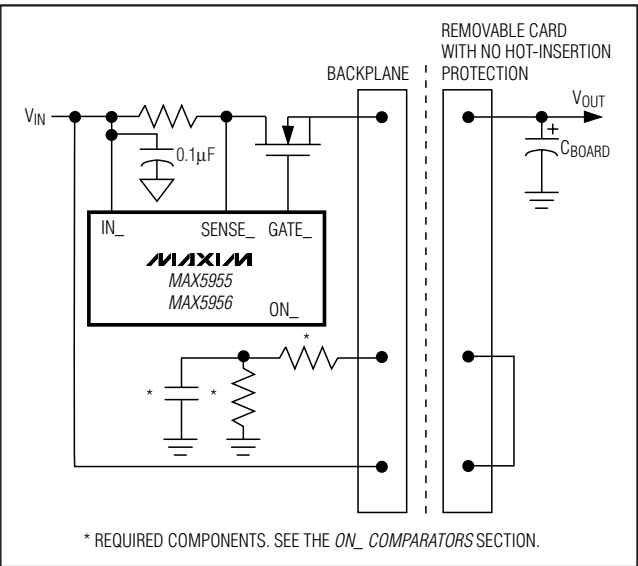 REMOVABLE CARD
WITH NO HOT-INSERTION
PROTECTION
BACKPLANE
VIN
VOUT
+
CBOARD
0.1μF
IN_
SENSE_
GATE_
MAXIM
MAX5955
MAX5956
ON_
*
*
*
* REQUIRED COMPONENTS. SEE THE ON_ COMPARATORS SECTION.